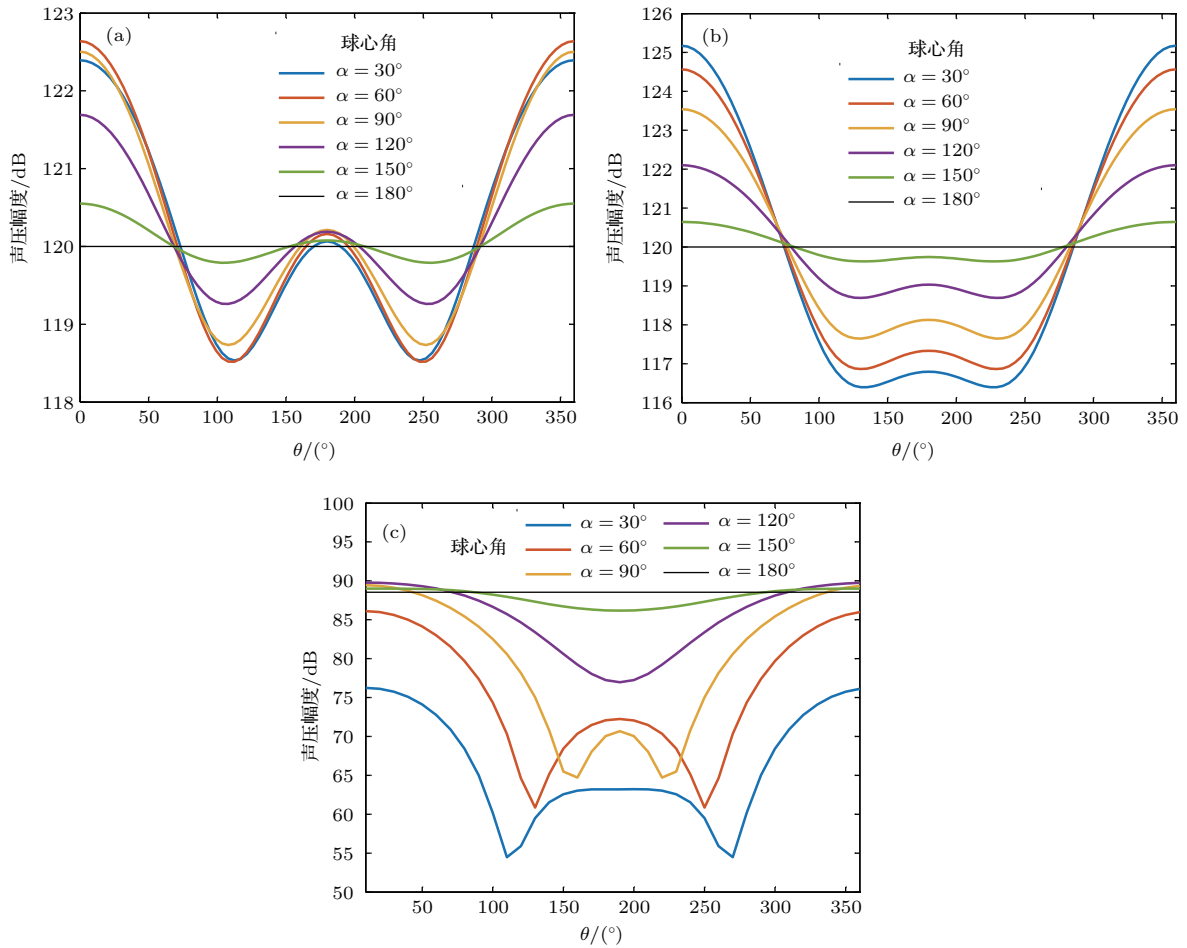 (a)
球心角
α = 30°
α = 60°
α = 90°
α = 120°
α = 150°
α = 180°
123
122
121
120
119
118
声压幅度/dB
0 50 100 150 200 250 300 350
θ/(°)
(b)
球心角
α = 30°
α = 60°
α = 90°
α = 120°
α = 150°
α = 180°
126
125
124
123
122
121
120
119
118
117
116
声压幅度/dB
0 50 100 150 200 250 300 350
θ/(°)
(c)
球心角
α = 30°
α = 60°
α = 90°
α = 120°
α = 150°
α = 180°
100
95
90
85
80
75
70
65
60
55
50
声压幅度/dB
50 100 150 200 250 300 350
θ/(°)